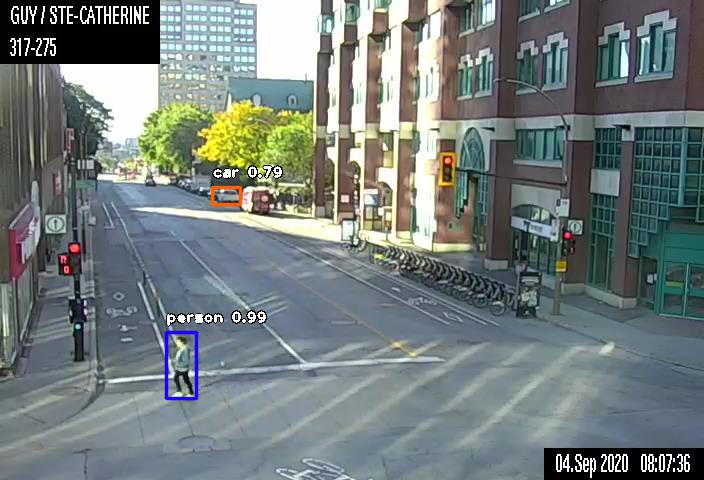 GUY / STE-CATHERINE
317-275
car 0.79
person 0.99
04.Sep 2020 08:07:36